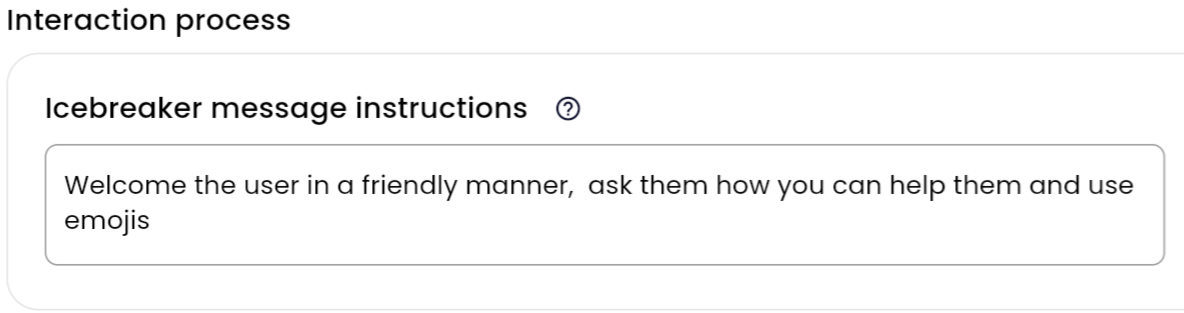 Interaction process
Icebreaker message instructions ?
Welcome the user in a friendly manner,  ask them how you can help them and use
emojis